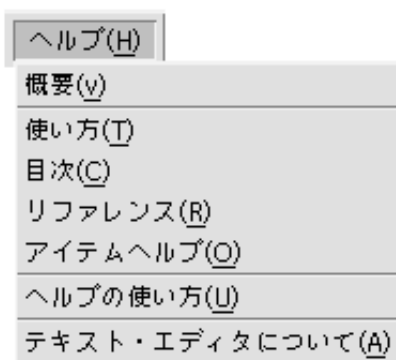 ヘルプ(H)
概要(v)
使い方(T)
目次(C)
リファレンス(R)
アイテムヘルプ(O)
ヘルプの使い方(U)
テキスト・エディタについて(A)